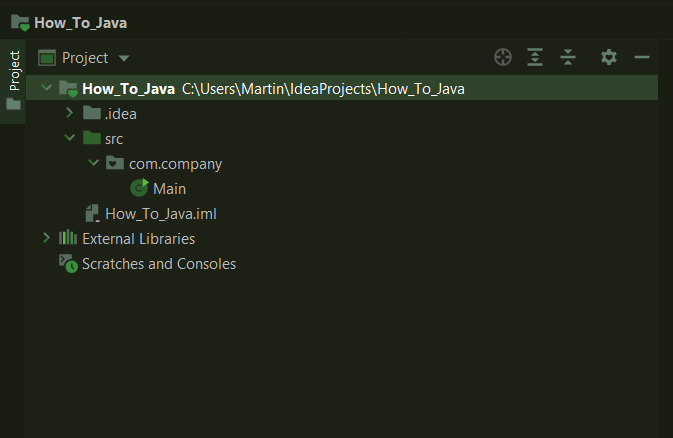 How_To_Java
Project
Project
How_To_Java C:\Users\Martin\IdeaProjects\How_To_Java
.idea
src
com.company
C Main
How_To_Java.iml
External Libraries
Scratches and Consoles